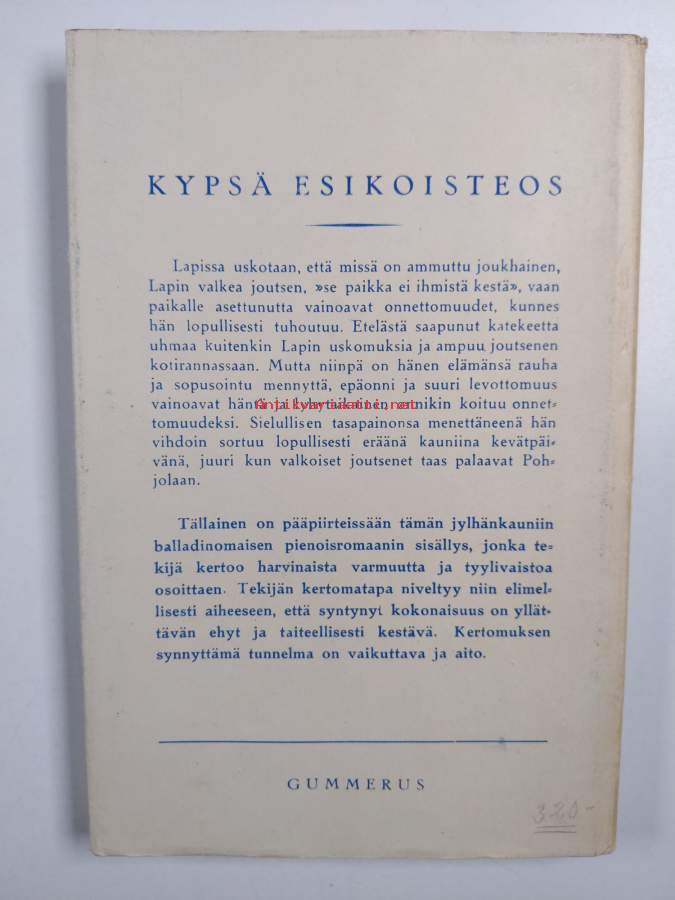 KYPSÄ ESIKOISTEOS
Lapissa uskotaan, että missä on ammuttu joukhainen,
Lapin valkea joutsen, »se paikka ei ihmistä kestä», vaan
paikalle asettunutta vainoavat onnettomuudet, kunnes
hän lopullisesti tuhoutuu. Etelästä saapunut katekeetta
uhmaa kuitenkin Lapin uskomuksia ja ampuu joutsenen
kotirannassaan. Mutta niinpä on hänen elämänsä rauha
ja sopusointu mennyttä, epäonni ja suuri levottomuus
vainoavat häntä ja
Antikvariaatti.net
koituu onnet-
tomuudeksi. Sielullisen tasapainonsa menettäneenä hän
vihdoin sortuu lopullisesti eräänä kauniina kevätpäi-
vänä, juuri kun valkoiset joutsenet taas palaavat Poh-
jolaan.
Tällainen on pääpiirteissään tämän jylhänkauniin
balladinomaisen pienoisromaanin sisällys, jonka te-
kijä kertoo harvinaista varmuutta ja tyylivaistoa
osoittaen. Tekijän kertomatapa niveltyy niin elimel-
lisesti aiheeseen, että syntynyt kokonaisuus on yllät-
tävän ehyt ja taiteellisesti kestävä. Kertomuksen
synnyttämä tunnelma on vaikuttava ja aito.
GUMMERUS
320-